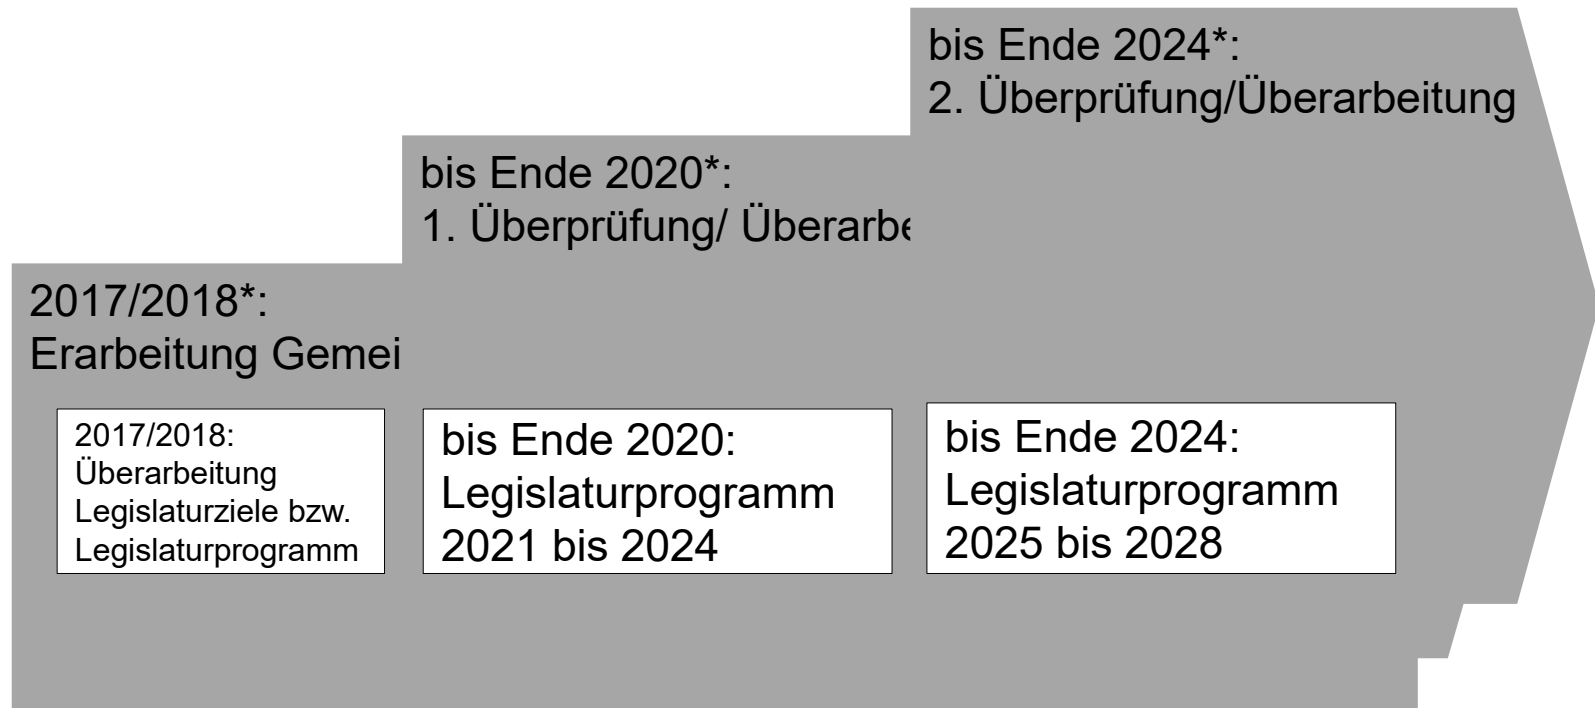 bis Ende 2024*:
2. Überprüfung/Überarbeitung
bis Ende 2020*:
1. Überprüfung/ Überarbe
2017/2018*:
Erarbeitung Gemei
2017/2018:
Überarbeitung
Legislaturziele bzw.
Legislaturprogramm
bis Ende 2020:
Legislaturprogramm
2021 bis 2024
bis Ende 2024:
Legislaturprogramm
2025 bis 2028